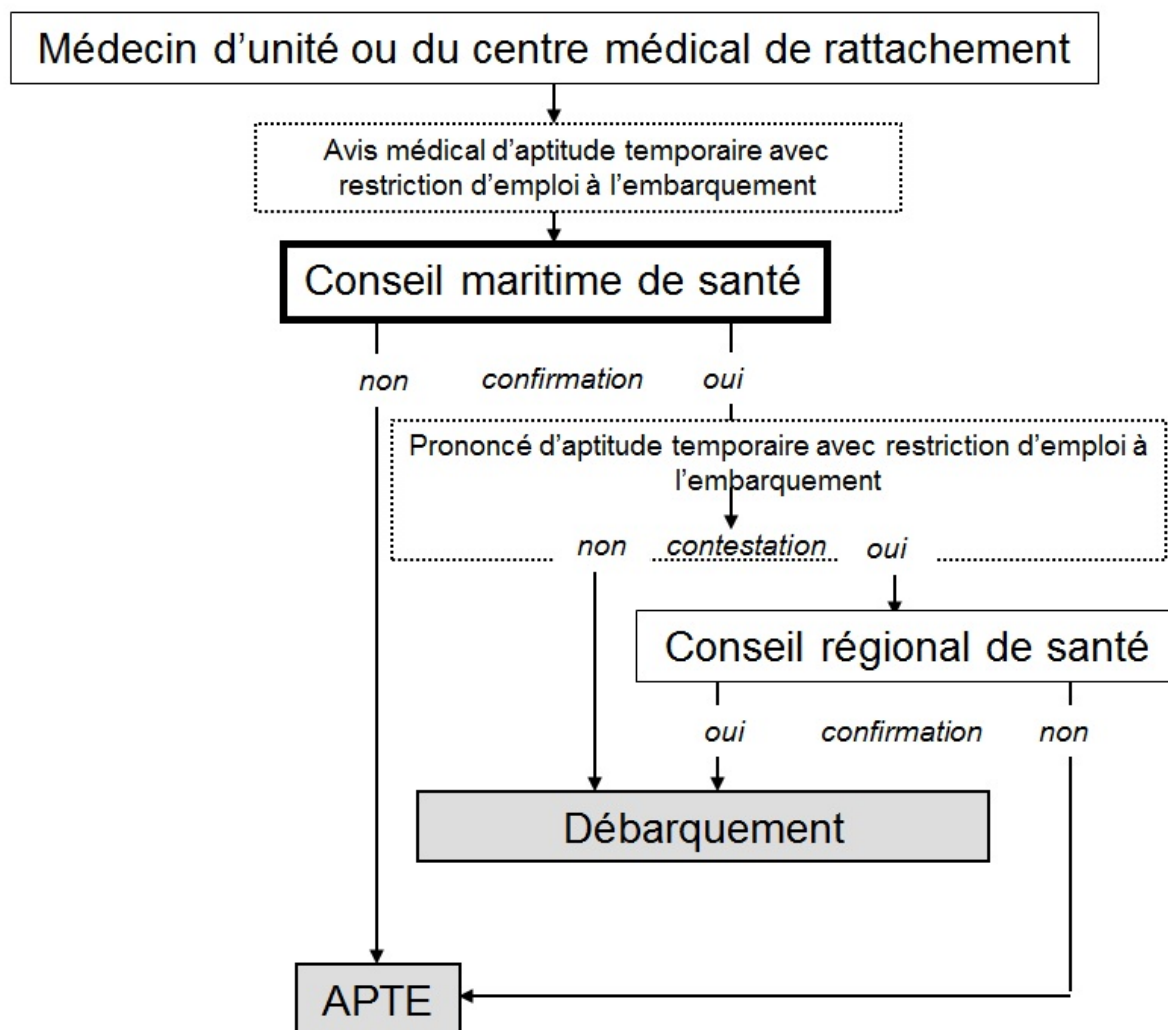 Médecin d'unité ou du centre médical de rattachement
Avis médical d'aptitude temporaire avec
restriction d'emploi à l'embarquement
Conseil maritime de santé
non confirmation oui
Prononcé d'aptitude temporaire avec restriction d'emploi à
l'embarquement
non contestation oui
Conseil régional de santé
oui confirmation non
Débarquement
APTE